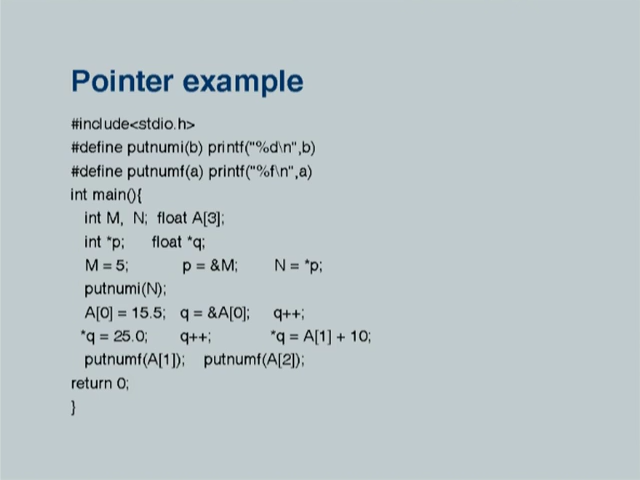 Pointer example
#include<stdio.h>
#define putnumi(b) printf("%d\n",b)
#define putnumf(a) printf("%f\n",a)
int main(){
int M, N; float A[3];
int *p; float *q;
M = 5; p = &M; N = *p;
putnumi(N);
A[0] = 15.5; q = &A[0]; q++;
*q = 25.0; q++; *q = A[1] + 10;
putnumf(A[1]); putnumf(A[2]);
return 0;
}